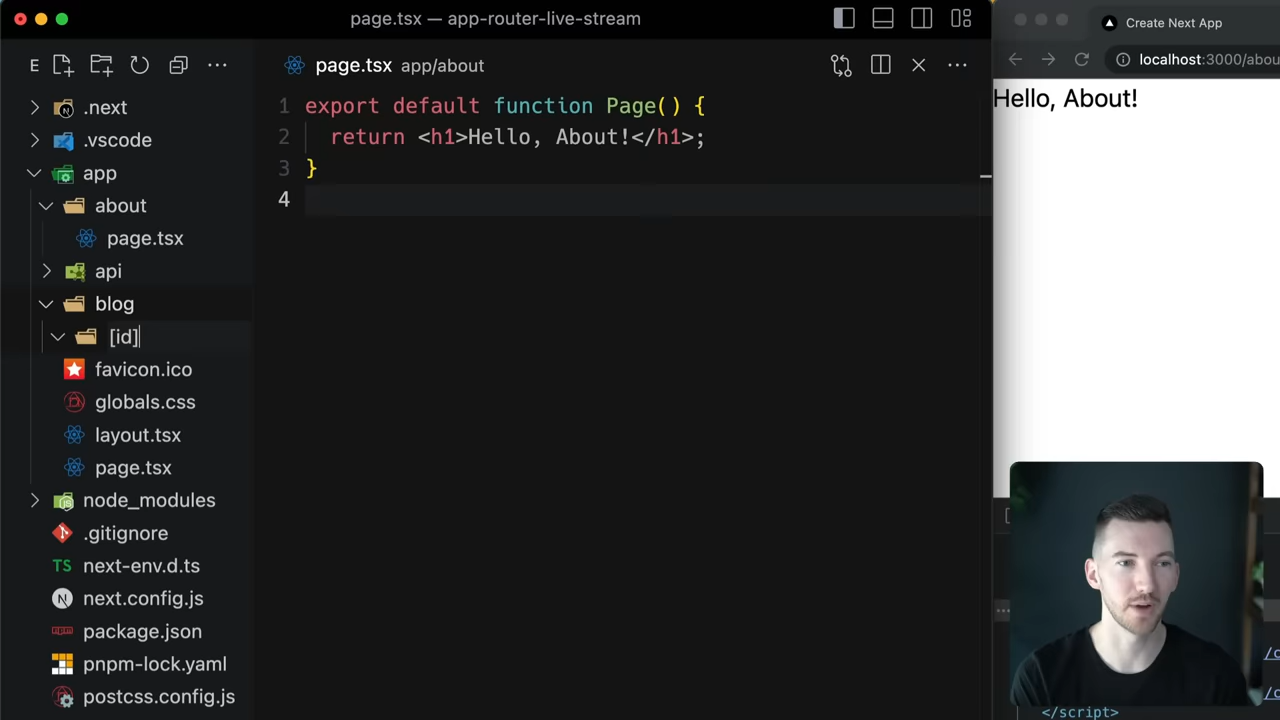 page.tsx — app-router-live-stream
E
page.tsx app/about
1 export default function Page() {
2   return <h1>Hello, About!</h1>;
3 }
4
.next
.vscode
app
about
page.tsx
api
blog
[id]
favicon.ico
globals.css
layout.tsx
page.tsx
node_modules
.gitignore
TS next-env.d.ts
N next.config.js
package.json
pnpm-lock.yaml
postcss.config.js
Create Next App
localhost:3000/abou
Hello, About!
/c
/c
</script>